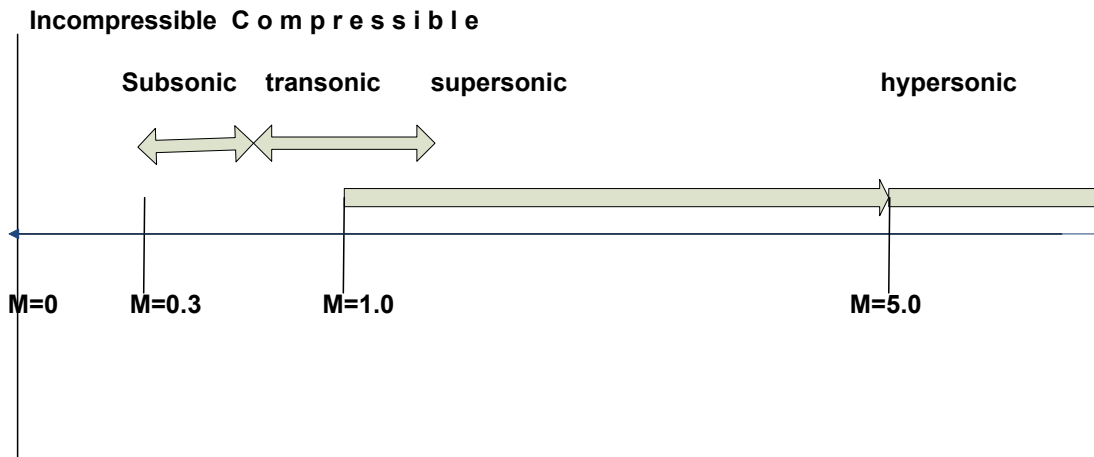 Incompressible C o m p r e s s i b l e
Subsonic transonic supersonic hypersonic
M=0 M=0.3 M=1.0 M=5.0